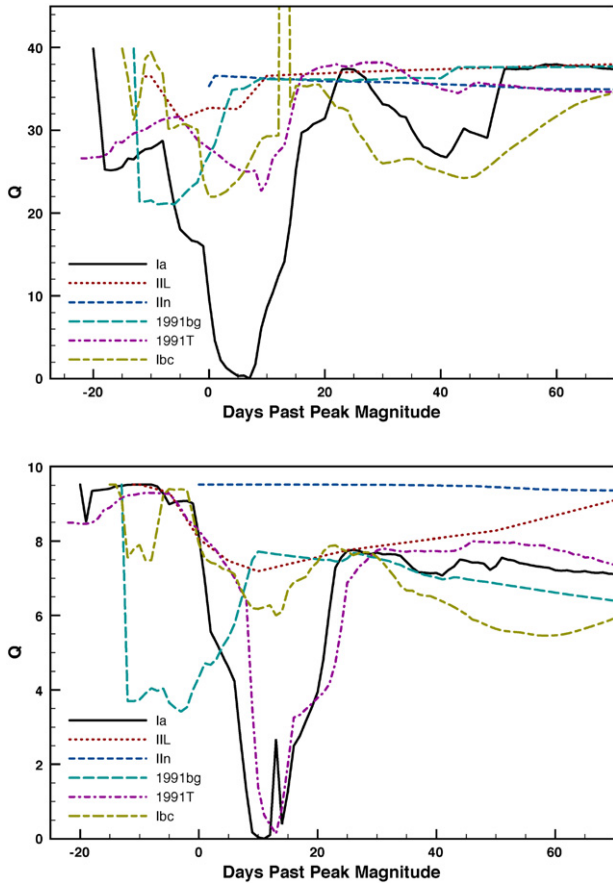 40
30
20
10
0
Q
Ia
IIL
IIn
1991bg
1991T
Ibc
-20 0 20 40 60
Days Past Peak Magnitude
10
8
6
4
2
0
Q
Ia
IIL
IIn
1991bg
1991T
Ibc
-20 0 20 40 60
Days Past Peak Magnitude